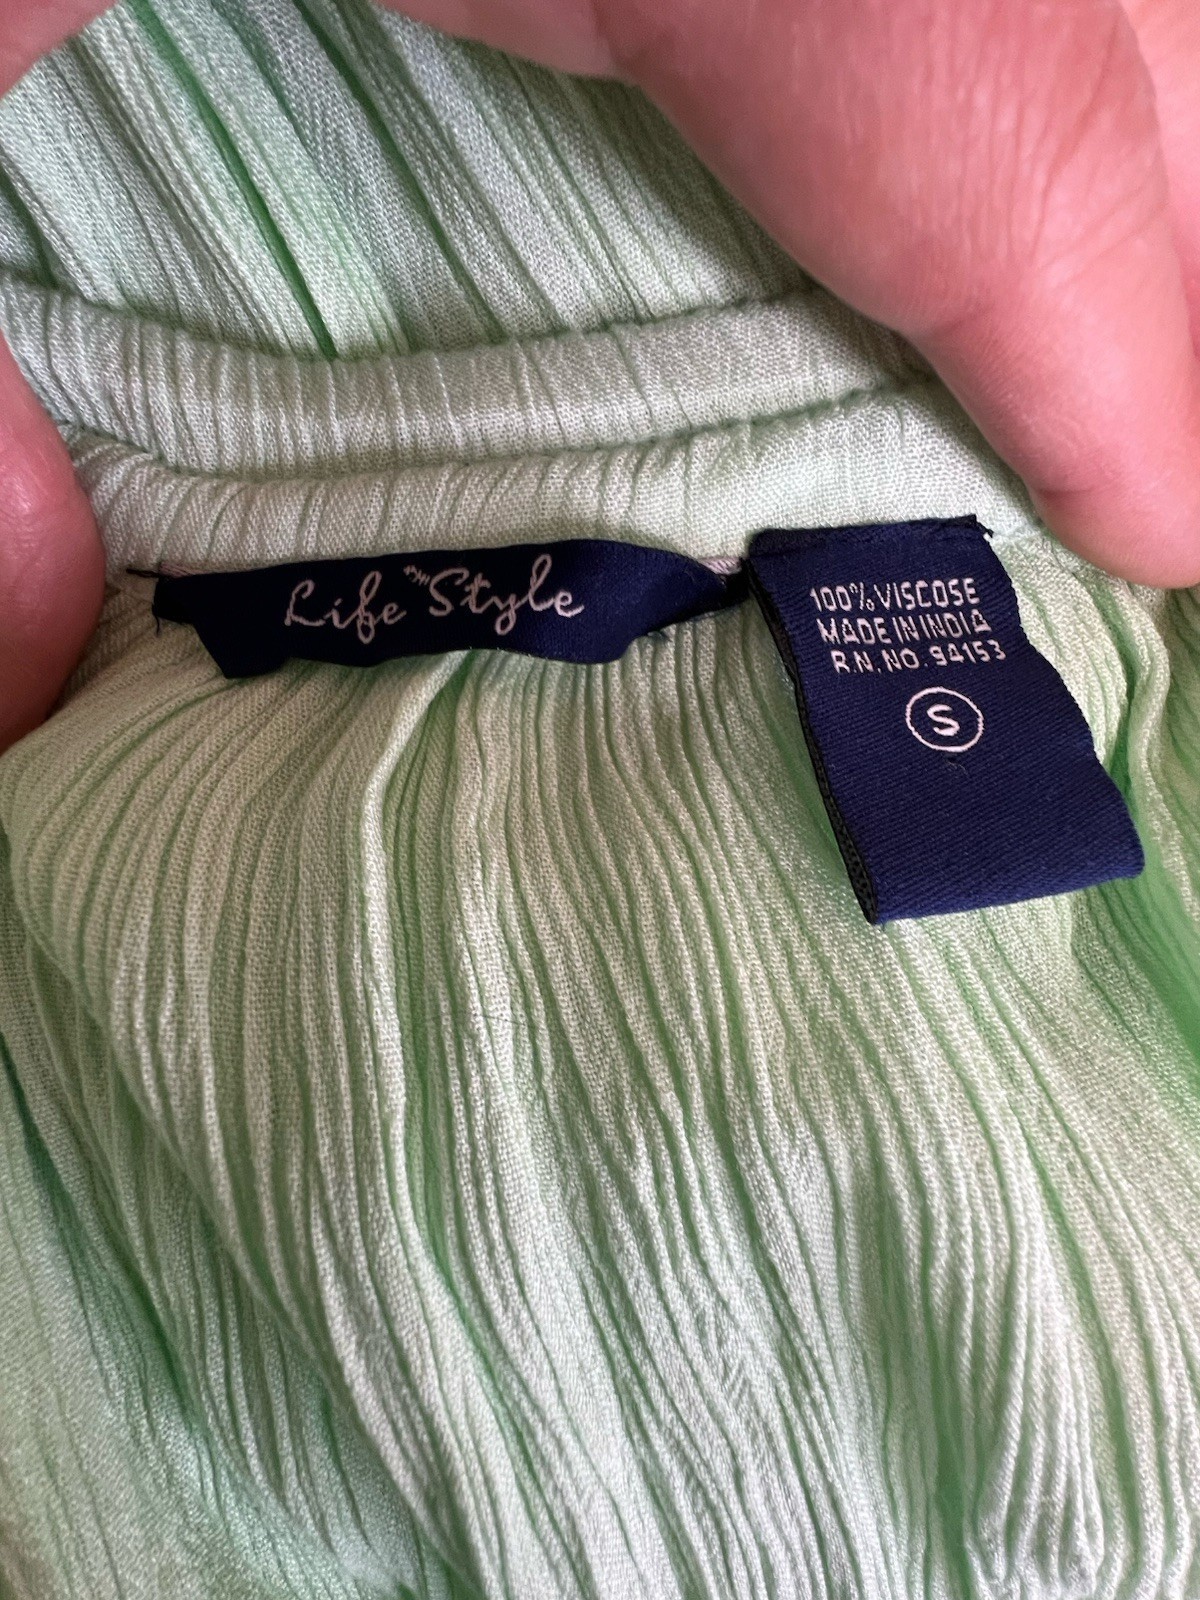 Life Style
100% VISCOSE
MADE IN INDIA
R.N. NO. 94153
S